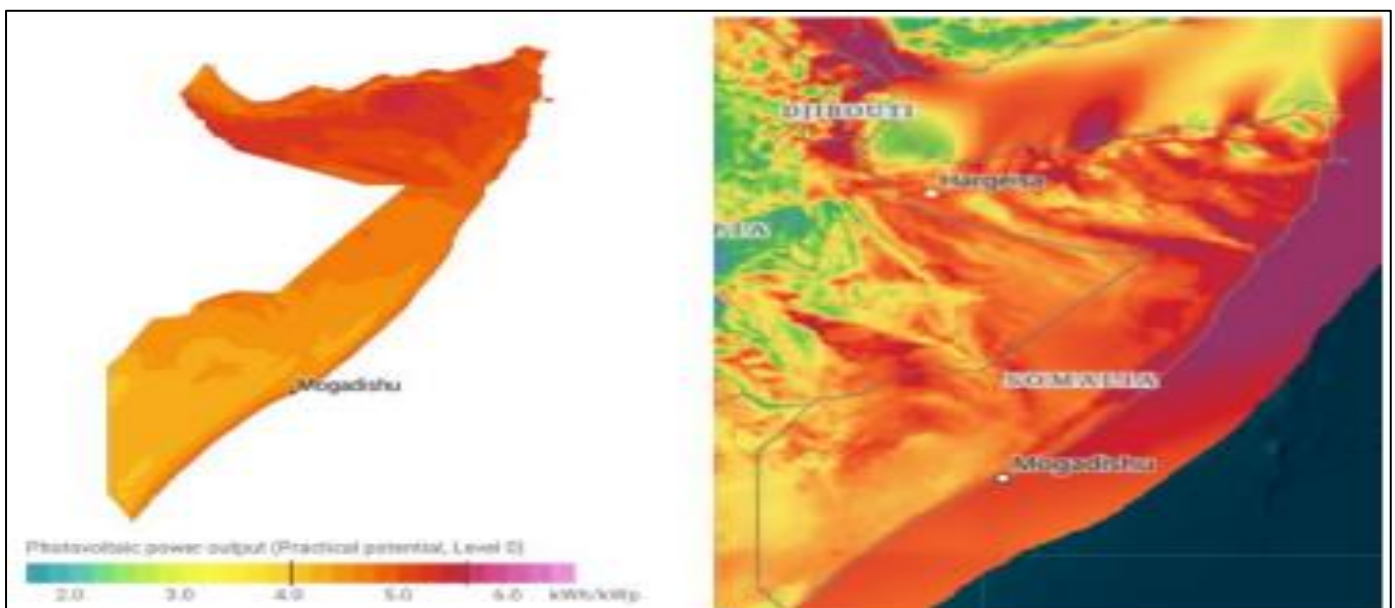 Mogadishu
Photovoltaic power output (Practical potential, Level 0)
2.0 3.0 4.0 5.0 6.0 kWh/kWp
DJIBOUTI
Hargeisa
SOMALIA
Mogadishu